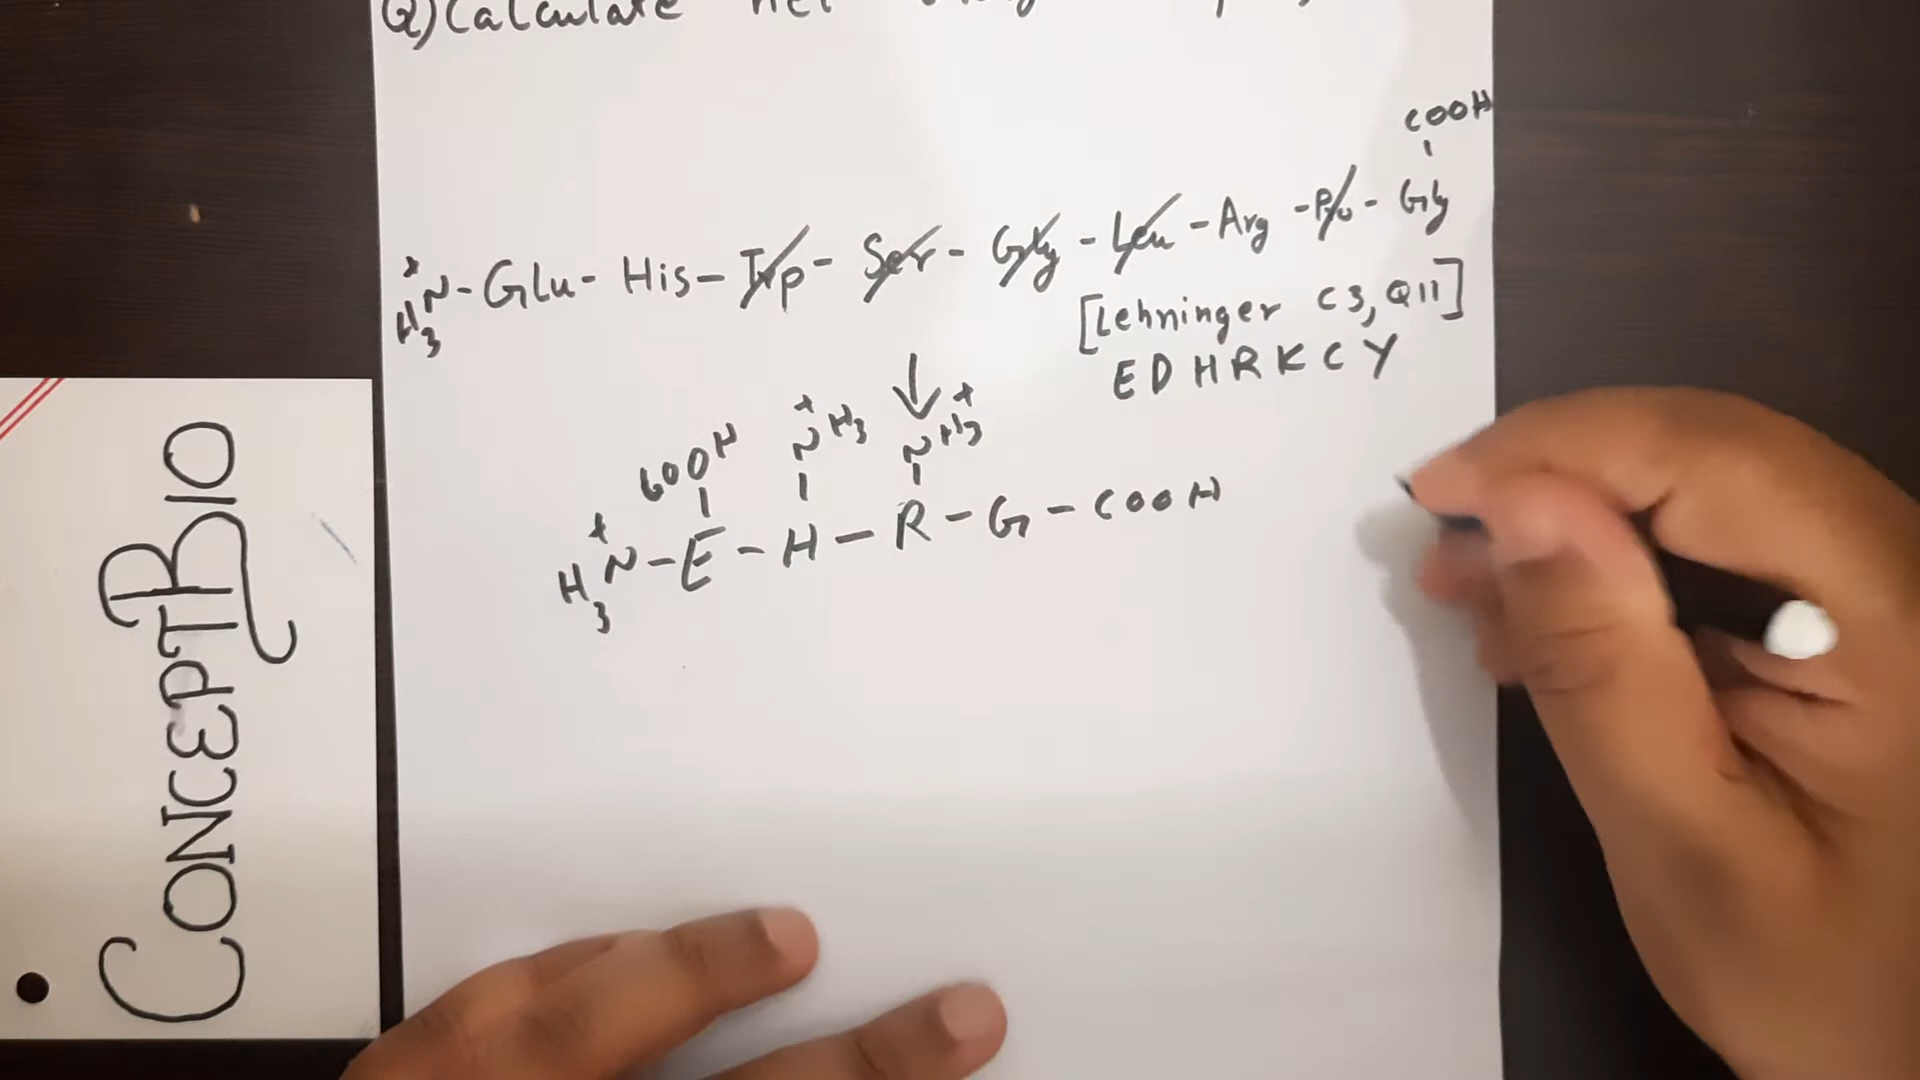 Q) Calculate net
COOH
H3N+ - Glu - His - Trp - Ser - Gly - Leu - Arg - Pro - Gly
[Lehninger C3, Q11]
E D H R K C Y
COOH +NH3 +NH3
H3N+ - E - H - R - G - COOH
CONCEPTBIO